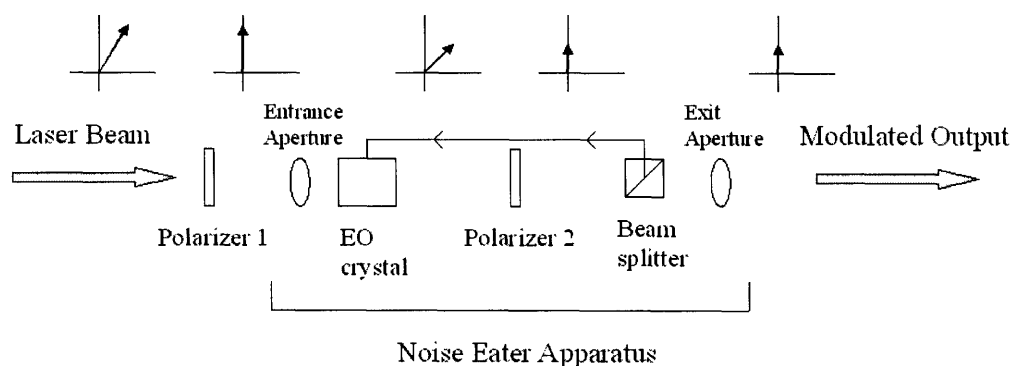 Entrance
Aperture
Exit
Aperture
Laser Beam
Modulated Output
Polarizer 1
EO
crystal
Polarizer 2
Beam
splitter
Noise Eater Apparatus